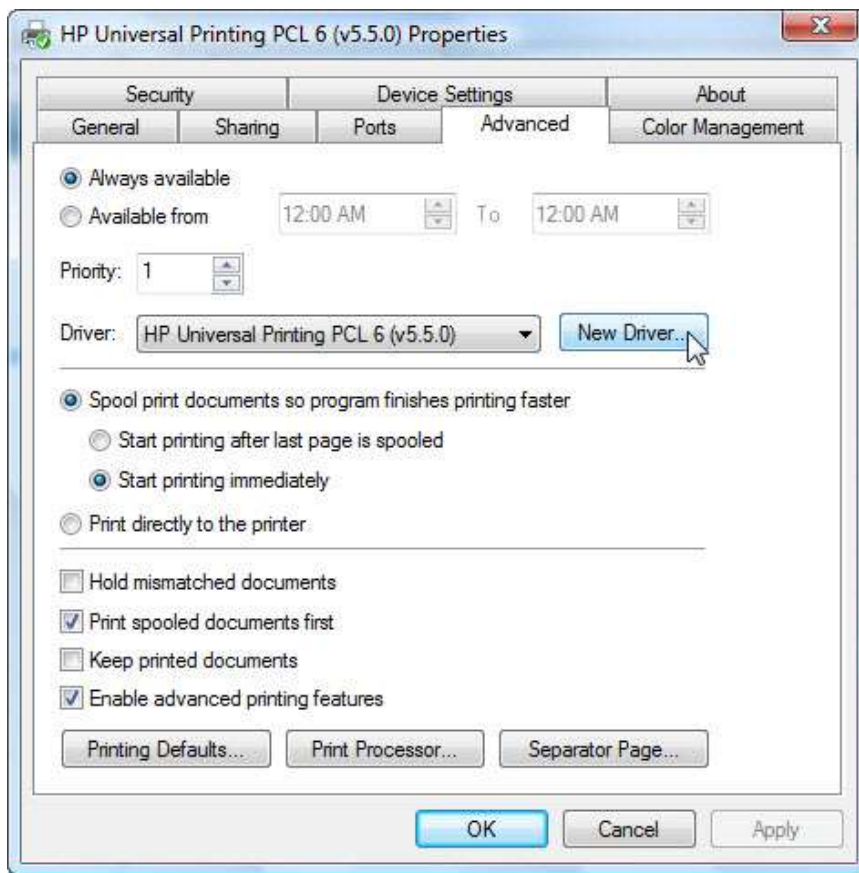 HP Universal Printing PCL 6 (v5.5.0) Properties
Security Device Settings About
General Sharing Ports Advanced Color Management
Always available
Available from 12:00 AM To 12:00 AM
Priority: 1
Driver: HP Universal Printing PCL 6 (v5.5.0) New Driver...
Spool print documents so program finishes printing faster
Start printing after last page is spooled
Start printing immediately
Print directly to the printer
Hold mismatched documents
Print spooled documents first
Keep printed documents
Enable advanced printing features
Printing Defaults... Print Processor... Separator Page...
OK Cancel Apply